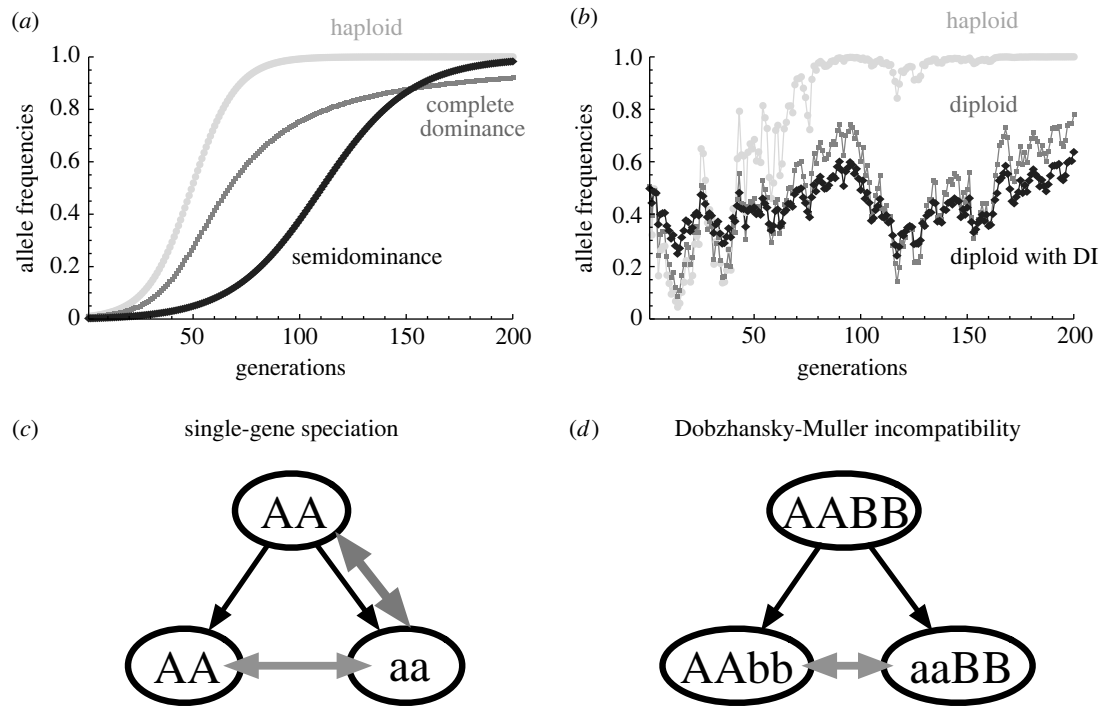 (a)
haploid
1.0
0.8
0.6
0.4
0.2
0
allele frequencies
complete
dominance
semidominance
50
100
150
200
generations
(b)
haploid
1.0
0.8
0.6
0.4
0.2
0
allele frequencies
diploid
diploid with DI
50
100
150
200
generations
(c)
single-gene speciation
AA
AA
aa
(d)
Dobzhansky-Muller incompatibility
AABB
AAbb
aaBB